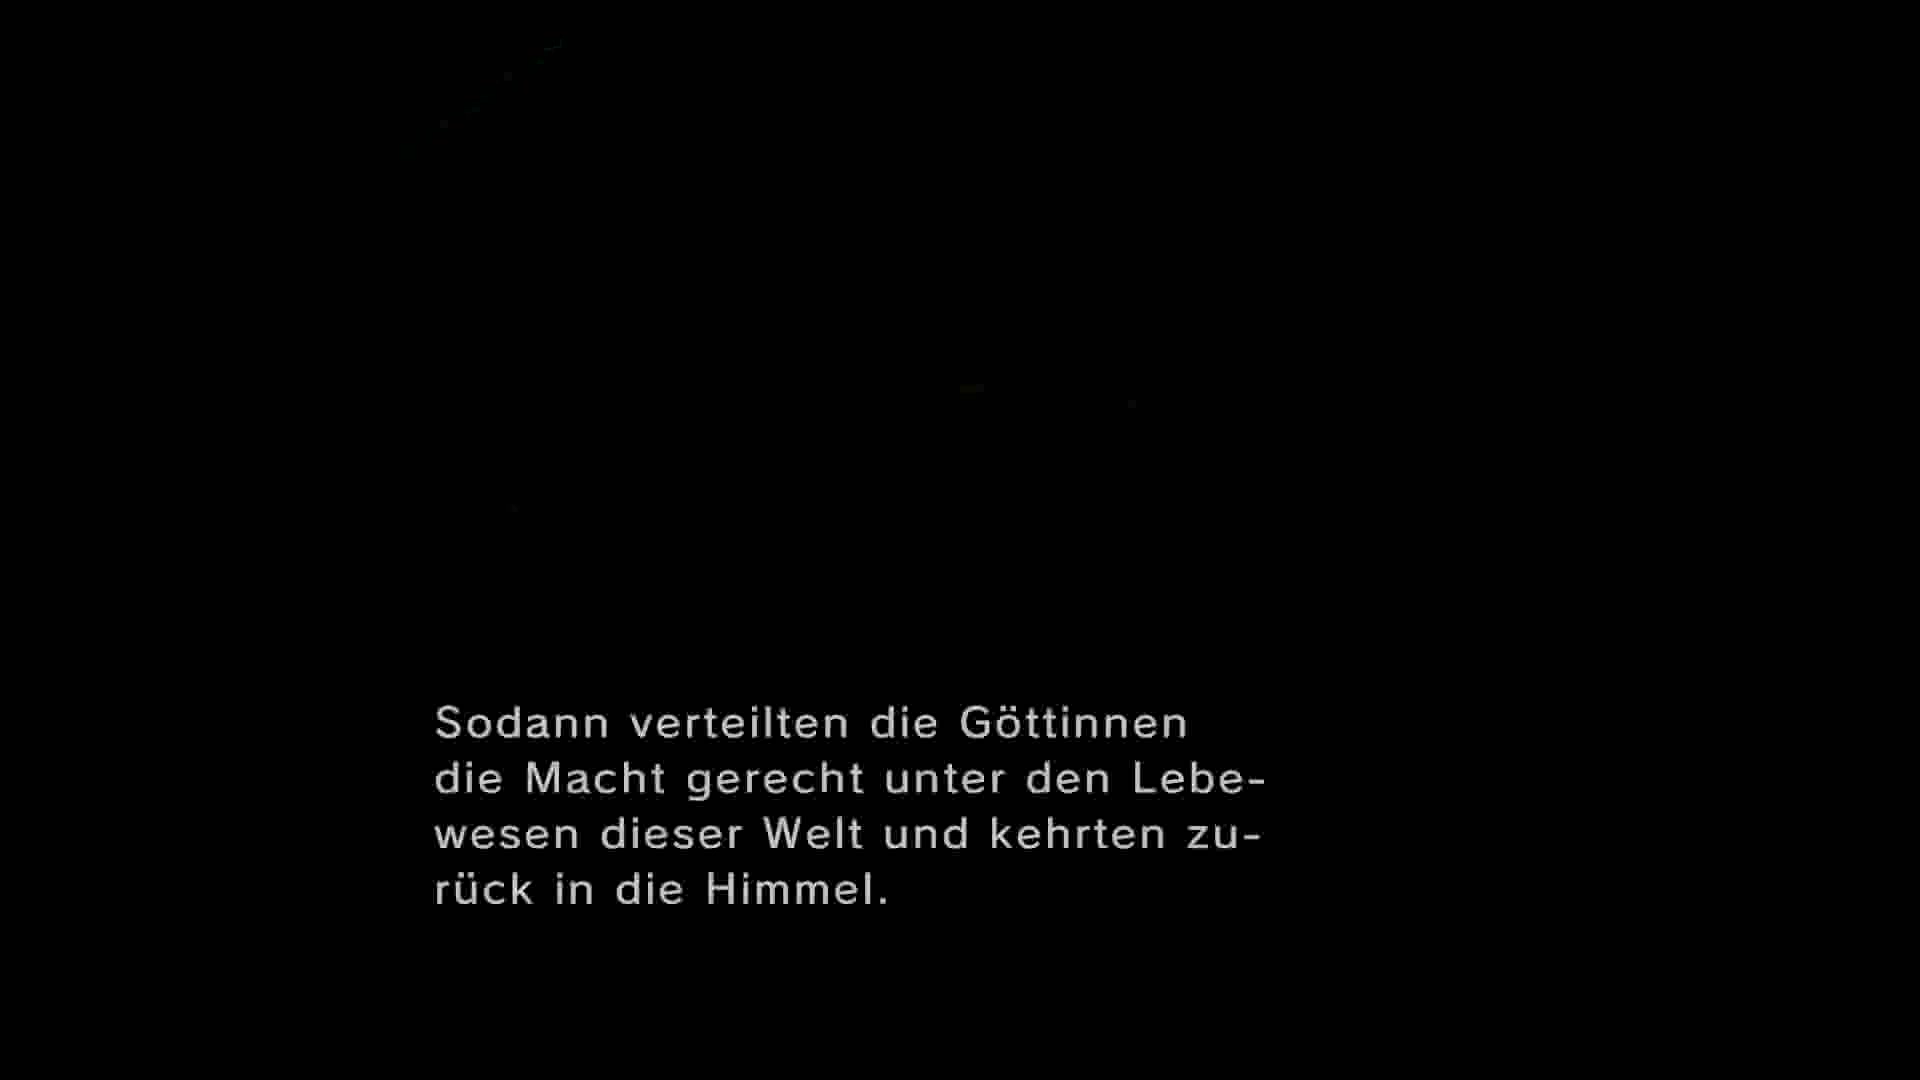 Sodann verteilten die Göttinnen
die Macht gerecht unter den Lebe-
wesen dieser Welt und kehrten zu-
rück in die Himmel.